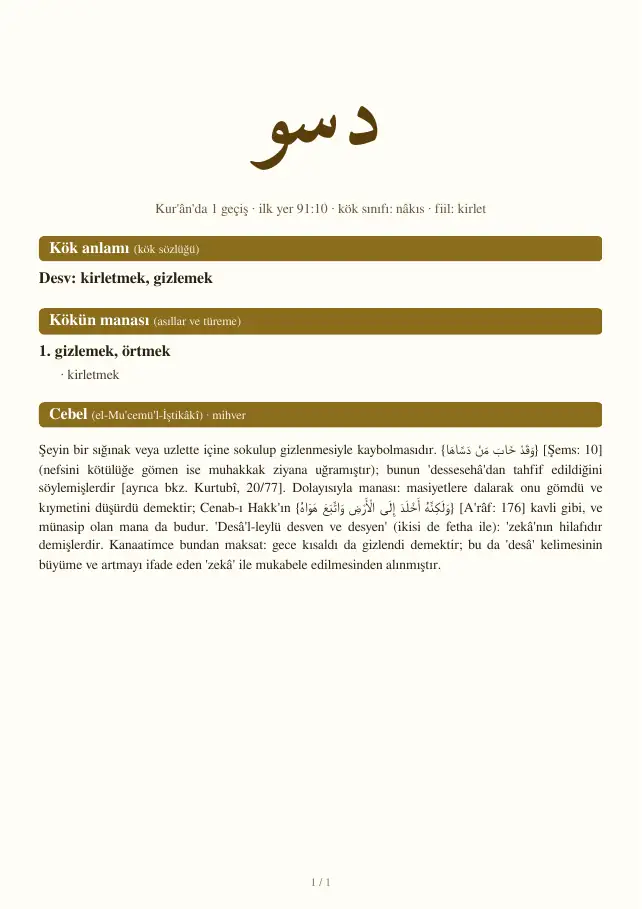 دسو
Kur'ân'da 1 geçiş · ilk yer 91:10 · kök sınıfı: nâkıs · fiil: kirlet
Kök anlamı (kök sözlüğü)
Desv: kirletmek, gizlemek
Kökün manası (asıllar ve türeme)
1. gizlemek, örtmek
· kirletmek
Cebel (el-Mu'cemü'l-İştikâkî) · mihver
Şeyin bir sığınak veya uzlette içine sokulup gizlenmesiyle kaybolmasıdır. {وَقَدْ خَابَ مَنْ دَسَّاهَا} [Şems: 10]
(nefsini kötülüğe gömen ise muhakkak ziyana uğramıştır); bunun 'dessesehâ'dan tahfif edildiğini
söylemişlerdir [ayrıca bkz. Kurtubî, 20/77]. Dolayısıyla manası: masiyetlere dalarak onu gömdü ve
kıymetini düşürdü demektir; Cenab-ı Hakk'ın {وَلَكِنَّهُ أَخْلَدَ إِلَى الْأَرْضِ وَاتَّبَعَ هَوَاهُ} [A'râf: 176] kavli gibi, ve
münasip olan mana da budur. 'Desâ'l-leylü desven ve desyen' (ikisi de fetha ile): 'zekâ'nın hilafıdır
demişlerdir. Kanaatimce bundan maksat: gece kısaldı da gizlendi demektir; bu da 'desâ' kelimesinin
büyüme ve artmayı ifade eden 'zekâ' ile mukabele edilmesinden alınmıştır.
1 / 1